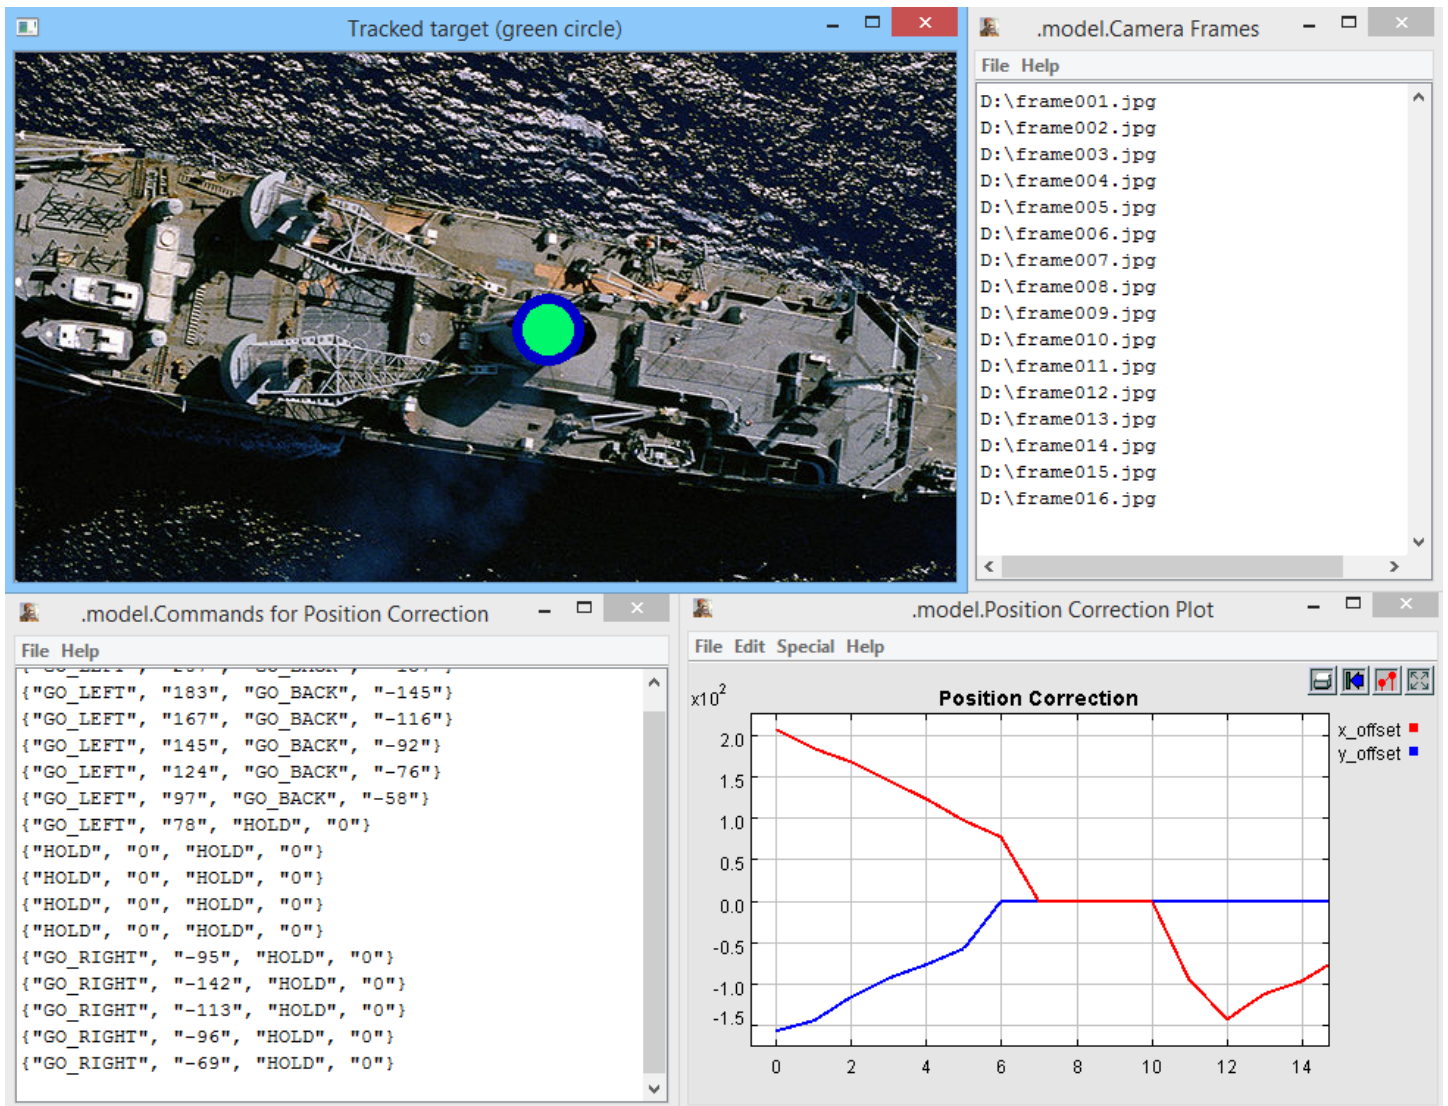 Tracked target (green circle)
.model.Camera Frames
File Help
D:\frame001.jpg
D:\frame002.jpg
D:\frame003.jpg
D:\frame004.jpg
D:\frame005.jpg
D:\frame006.jpg
D:\frame007.jpg
D:\frame008.jpg
D:\frame009.jpg
D:\frame010.jpg
D:\frame011.jpg
D:\frame012.jpg
D:\frame013.jpg
D:\frame014.jpg
D:\frame015.jpg
D:\frame016.jpg
.model.Commands for Position Correction
File Help
{"GO_LEFT", "183", "GO_BACK", "-145"}
{"GO_LEFT", "167", "GO_BACK", "-116"}
{"GO_LEFT", "145", "GO_BACK", "-92"}
{"GO_LEFT", "124", "GO_BACK", "-76"}
{"GO_LEFT", "97", "GO_BACK", "-58"}
{"GO_LEFT", "78", "HOLD", "0"}
{"HOLD", "0", "HOLD", "0"}
{"HOLD", "0", "HOLD", "0"}
{"HOLD", "0", "HOLD", "0"}
{"HOLD", "0", "HOLD", "0"}
{"GO_RIGHT", "-95", "HOLD", "0"}
{"GO_RIGHT", "-142", "HOLD", "0"}
{"GO_RIGHT", "-113", "HOLD", "0"}
{"GO_RIGHT", "-96", "HOLD", "0"}
{"GO_RIGHT", "-69", "HOLD", "0"}
.model.Position Correction Plot
File Edit Special Help
x10²
Position Correction
x_offset
y_offset
2.0
1.5
1.0
0.5
0.0
-0.5
-1.0
-1.5
0 2 4 6 8 10 12 14